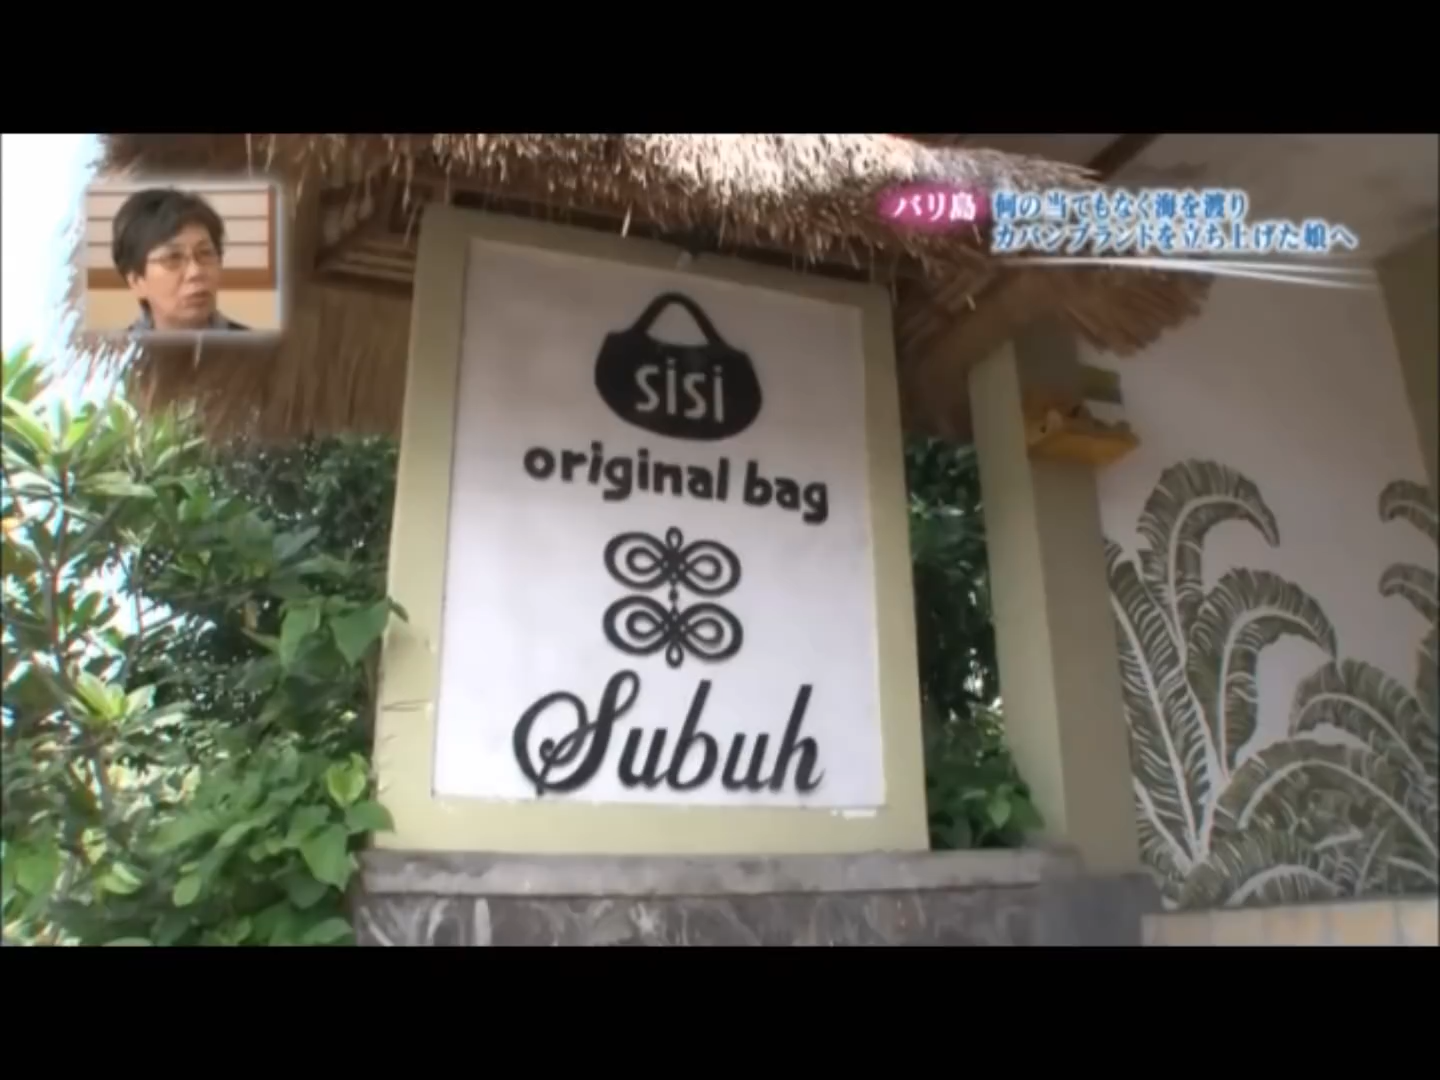 バリ島 何の当てもなく海を渡り
カバンブランドを立ち上げた娘へ
sisi
original bag
Subuh